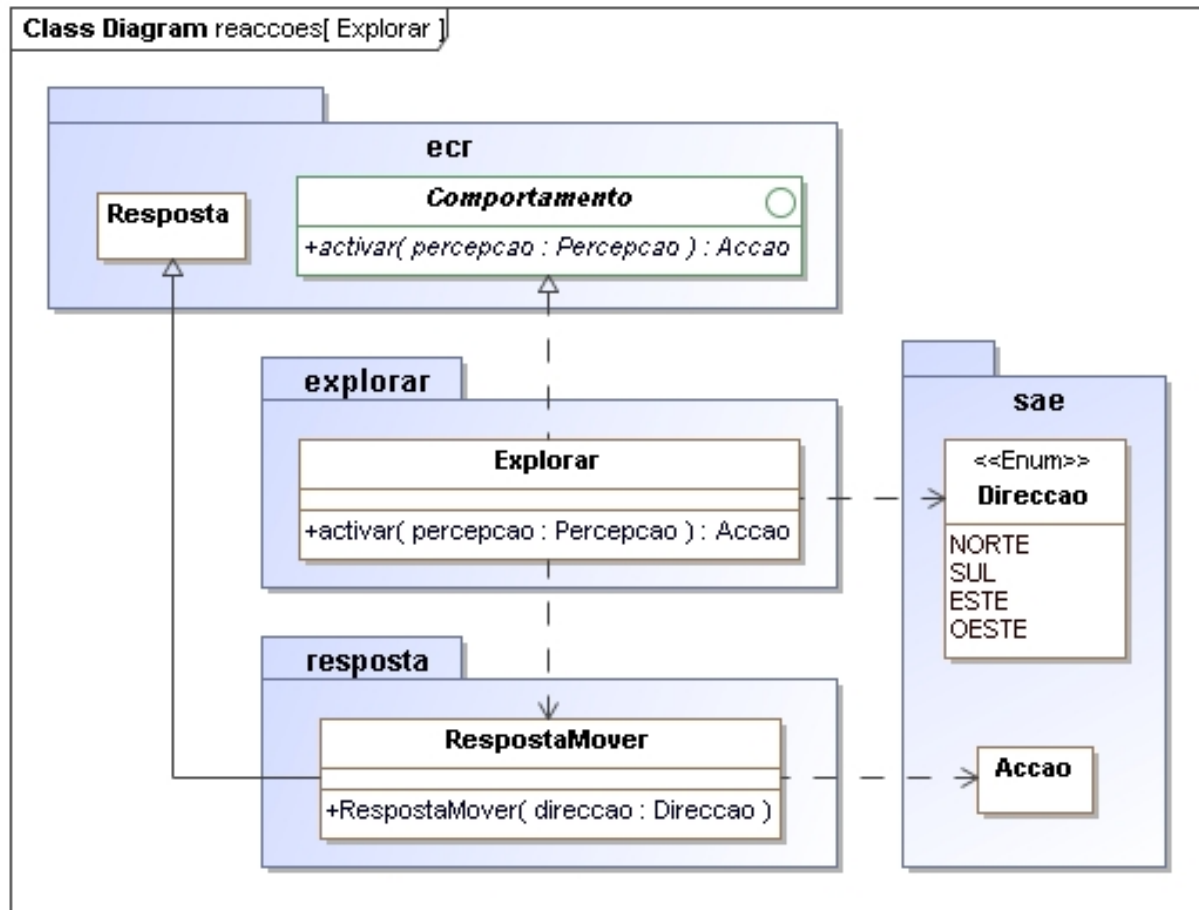 Class Diagram reaccoes[ Explorar ]
ecr
Resposta
Comportamento
+activar( percepcao : Percepcao ) : Accao
explorar
Explorar
+activar( percepcao : Percepcao ) : Accao
sae
<<Enum>>
Direccao
NORTE
SUL
ESTE
OESTE
resposta
RespostaMover
+RespostaMover( direccao : Direccao )
Accao